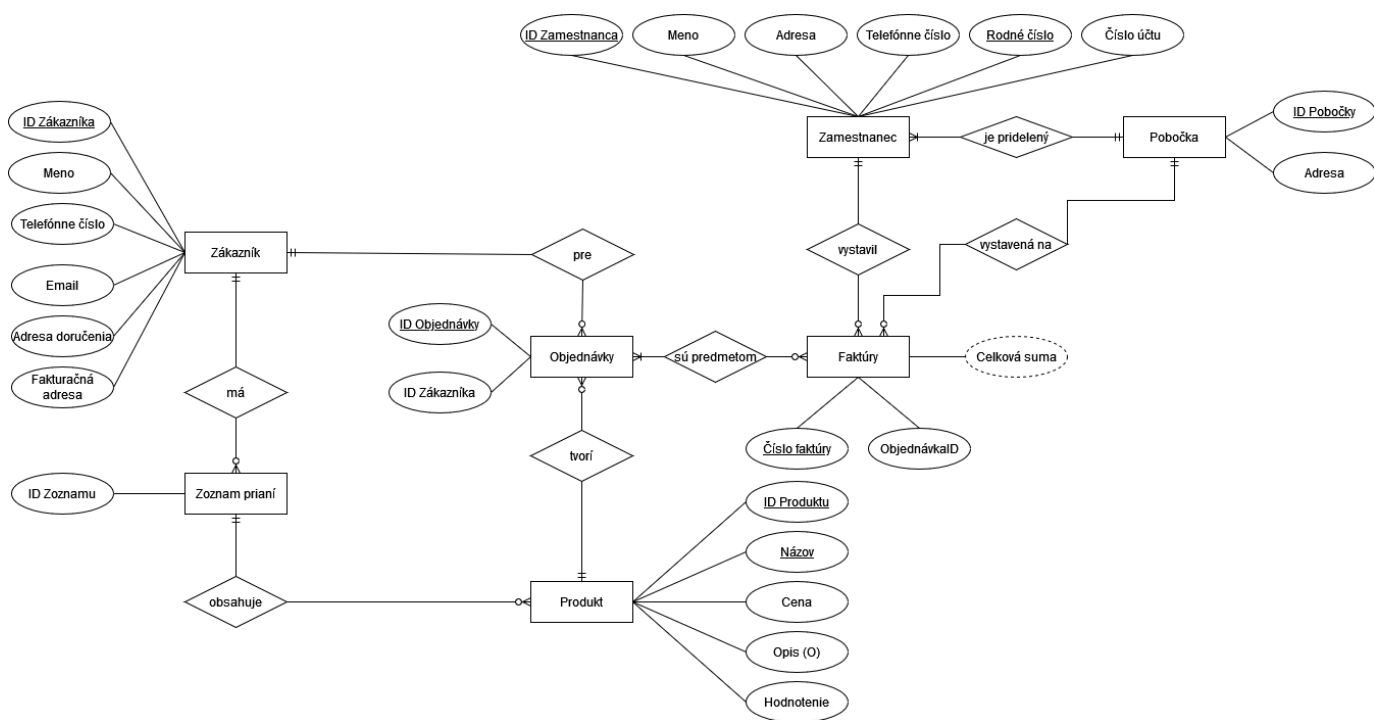 ID Zamestnanca
Meno
Adresa
Telefónne číslo
Rodné číslo
Číslo účtu
ID Zákazníka
Zamestnanec
je pridelený
Pobočka
ID Pobočky
Meno
Adresa
Telefónne číslo
Zákazník
pre
vystavil
vystavená na
Email
ID Objednávky
Adresa doručenia
Objednávky
sú predmetom
Faktúry
Celková suma
Fakturačná
adresa
má
ID Zákazníka
Číslo faktúry
ObjednávkaID
tvorí
ID Zoznamu
Zoznam prianí
ID Produktu
Názov
obsahuje
Produkt
Cena
Opis (O)
Hodnotenie